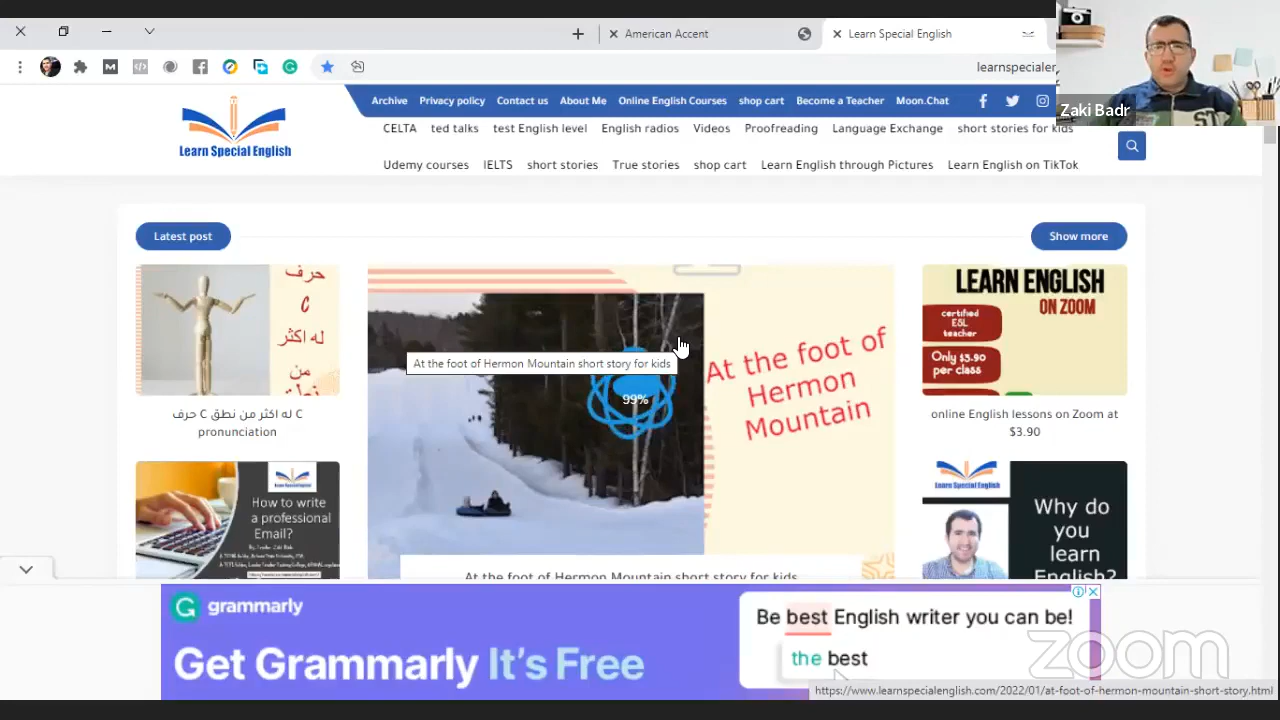 American Accent
Learn Special English
learnspecialer
Zaki Badr
Learn Special English
Archive Privacy policy Contact us About Me Online English Courses shop cart Become a Teacher Moon.Chat
CELTA ted talks test English level English radios Videos Proofreading Language Exchange short stories for kids
Udemy courses IELTS short stories True stories shop cart Learn English through Pictures Learn English on TikTok
Latest post
Show more
حرف
C
له اكثر
من
نطق
حرف C له اكثر من نطق
pronunciation
At the foot of Hermon Mountain short story for kids
99%
At the foot of
Hermon
Mountain
LEARN ENGLISH
ON ZOOM
certified
ESL
teacher
Only $3.90
per class
online English lessons on Zoom at
$3.90
Learn Special English
How to write
a professional
Email?
At the foot of Hermon Mountain short story for kids
Learn Special English
Why do
you
learn
English?
grammarly
Get Grammarly It's Free
Be best English writer you can be!
the best
zoom
https://www.learnspecialenglish.com/2022/01/at-foot-of-hermon-mountain-short-story.html